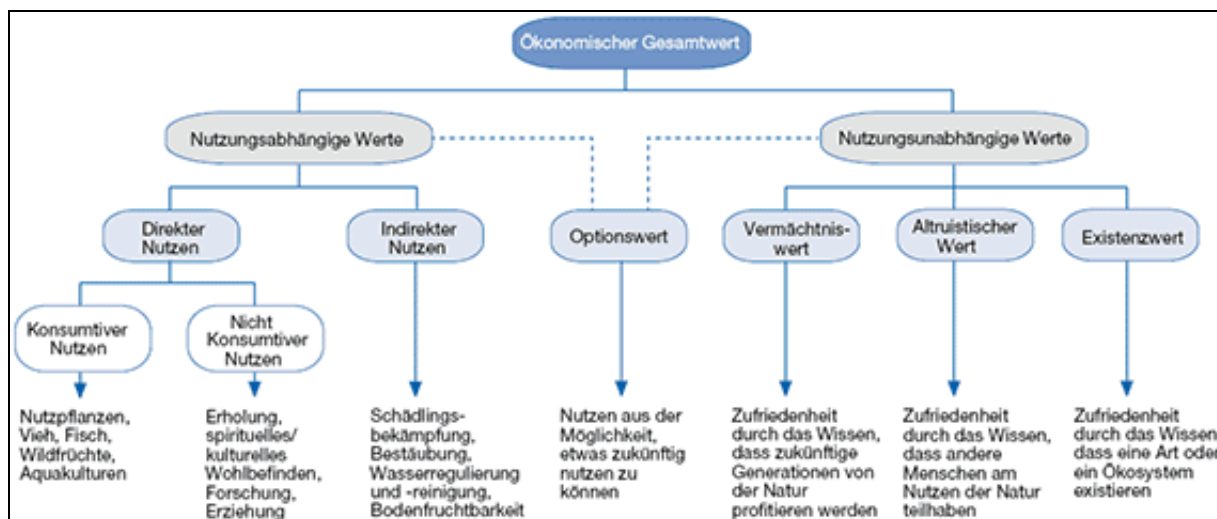 Ökonomischer Gesamtwert
Nutzungsabhängige Werte
Nutzungsunabhängige Werte
Direkter
Nutzen
Indirekter
Nutzen
Optionswert
Vermächtnis-
wert
Altruistischer
Wert
Existenzwert
Konsumtiver
Nutzen
Nicht
Konsumtiver
Nutzen
Nutzpflanzen,
Vieh, Fisch,
Wildfrüchte,
Aquakulturen
Erholung,
spirituelles/
kulturelles
Wohlbefinden,
Forschung,
Erziehung
Schädlings-
bekämpfung,
Bestäubung,
Wasserregulierung
und -reinigung,
Bodenfruchtbarkeit
Nutzen aus der
Möglichkeit,
etwas zukünftig
nutzen zu
können
Zufriedenheit
durch das Wissen,
dass zukünftige
Generationen von
der Natur
profitieren werden
Zufriedenheit
durch das Wissen,
dass andere
Menschen am
Nutzen der Natur
teilhaben
Zufriedenheit
durch das Wissen,
dass eine Art oder
ein Ökosystem
existieren